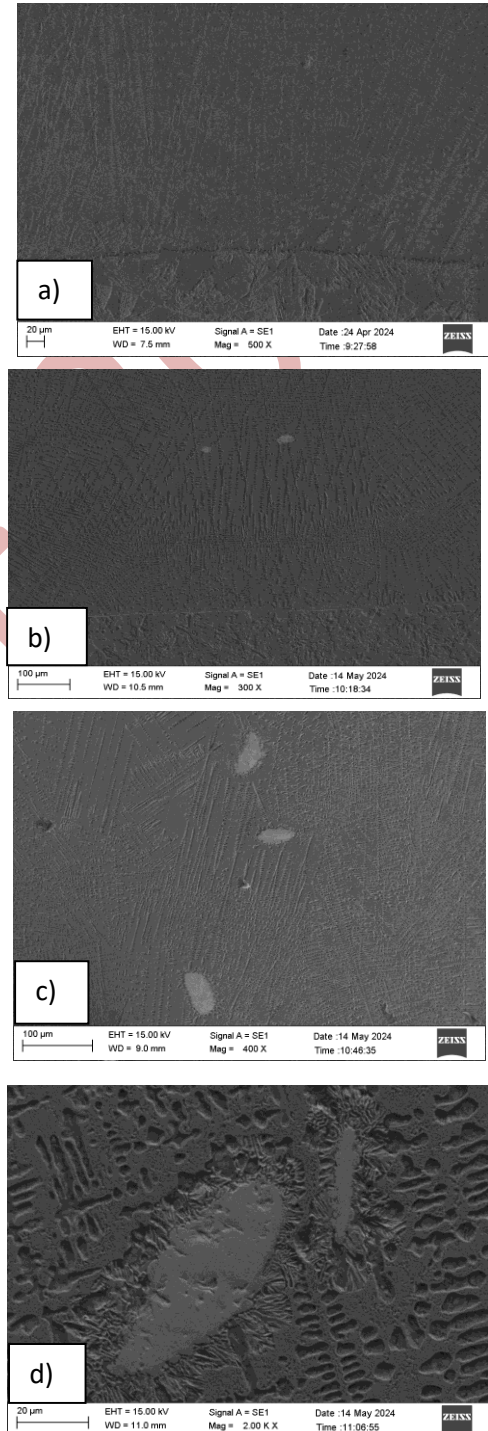 a)
20 µm EHT = 15.00 kV Signal A = SE1 Date :24 Apr 2024 ZEISS
WD = 7.5 mm Mag = 500 X Time :9:27:58
b)
100 µm EHT = 15.00 kV Signal A = SE1 Date :14 May 2024 ZEISS
WD = 10.5 mm Mag = 300 X Time :10:18:34
c)
100 µm EHT = 15.00 kV Signal A = SE1 Date :14 May 2024 ZEISS
WD = 9.0 mm Mag = 400 X Time :10:46:35
d)
20 µm EHT = 15.00 kV Signal A = SE1 Date :14 May 2024 ZEISS
WD = 11.0 mm Mag = 2.00 K X Time :11:06:55